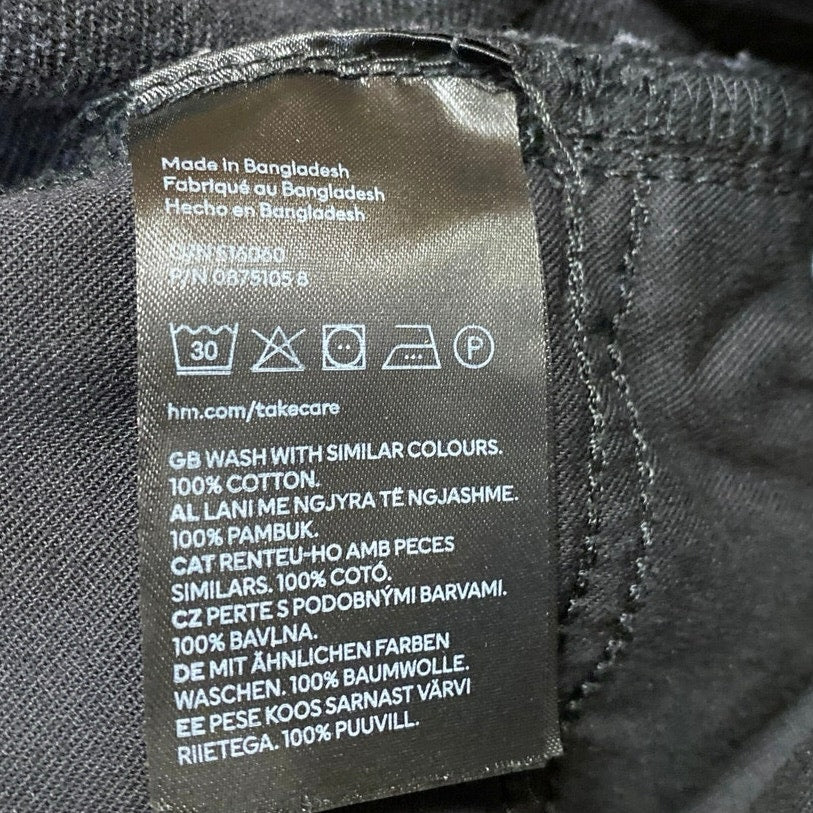 Made in Bangladesh
Fabriqué au Bangladesh
Hecho en Bangladesh
O/N 516060
P/N 0875105 8
30 P
hm.com/takecare
GB WASH WITH SIMILAR COLOURS.
100% COTTON.
AL LANI ME NGJYRA TË NGJASHME.
100% PAMBUK.
CAT RENTEU-HO AMB PECES
SIMILARS. 100% COTÓ.
CZ PERTE S PODOBNÝMI BARVAMI.
100% BAVLNA.
DE MIT ÄHNLICHEN FARBEN
WASCHEN. 100% BAUMWOLLE.
EE PESE KOOS SARNAST VÄRVI
RIIETEGA. 100% PUUVILL.